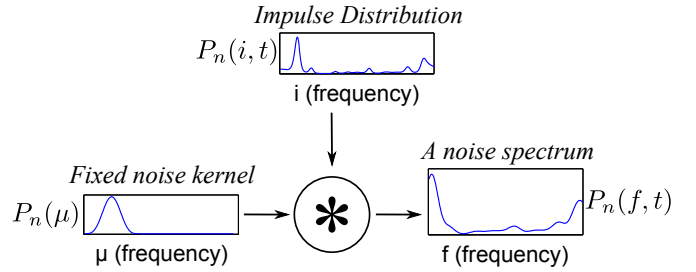 Impulse Distribution
P_n(i, t)
i (frequency)
Fixed noise kernel
A noise spectrum
P_n(μ)
*
P_n(f, t)
μ (frequency)
f (frequency)